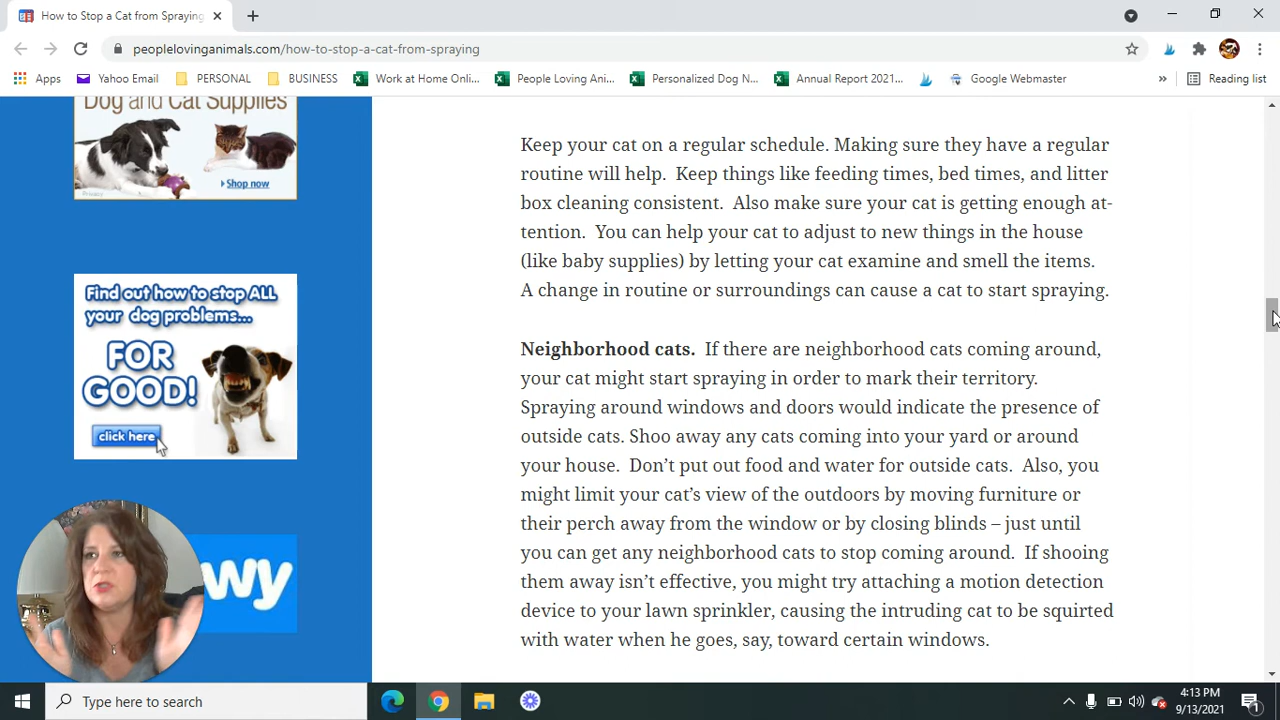 How to Stop a Cat from Spraying
peoplelovinganimals.com/how-to-stop-a-cat-from-spraying
Apps
Yahoo Email
PERSONAL
BUSINESS
Work at Home Onli...
People Loving Ani...
Personalized Dog N...
Annual Report 2021...
Google Webmaster
»
Reading list
Dog and Cat Supplies
Shop now
Find out how to stop ALL
your dog problems...
FOR
GOOD!
click here
wy
Keep your cat on a regular schedule. Making sure they have a regular
routine will help.  Keep things like feeding times, bed times, and litter
box cleaning consistent.  Also make sure your cat is getting enough at-
tention.  You can help your cat to adjust to new things in the house
(like baby supplies) by letting your cat examine and smell the items.
A change in routine or surroundings can cause a cat to start spraying.
Neighborhood cats.  If there are neighborhood cats coming around,
your cat might start spraying in order to mark their territory.
Spraying around windows and doors would indicate the presence of
outside cats. Shoo away any cats coming into your yard or around
your house.  Don’t put out food and water for outside cats.  Also, you
might limit your cat’s view of the outdoors by moving furniture or
their perch away from the window or by closing blinds – just until
you can get any neighborhood cats to stop coming around.  If shooing
them away isn’t effective, you might try attaching a motion detection
device to your lawn sprinkler, causing the intruding cat to be squirted
with water when he goes, say, toward certain windows.
Type here to search
4:13 PM
9/13/2021
1